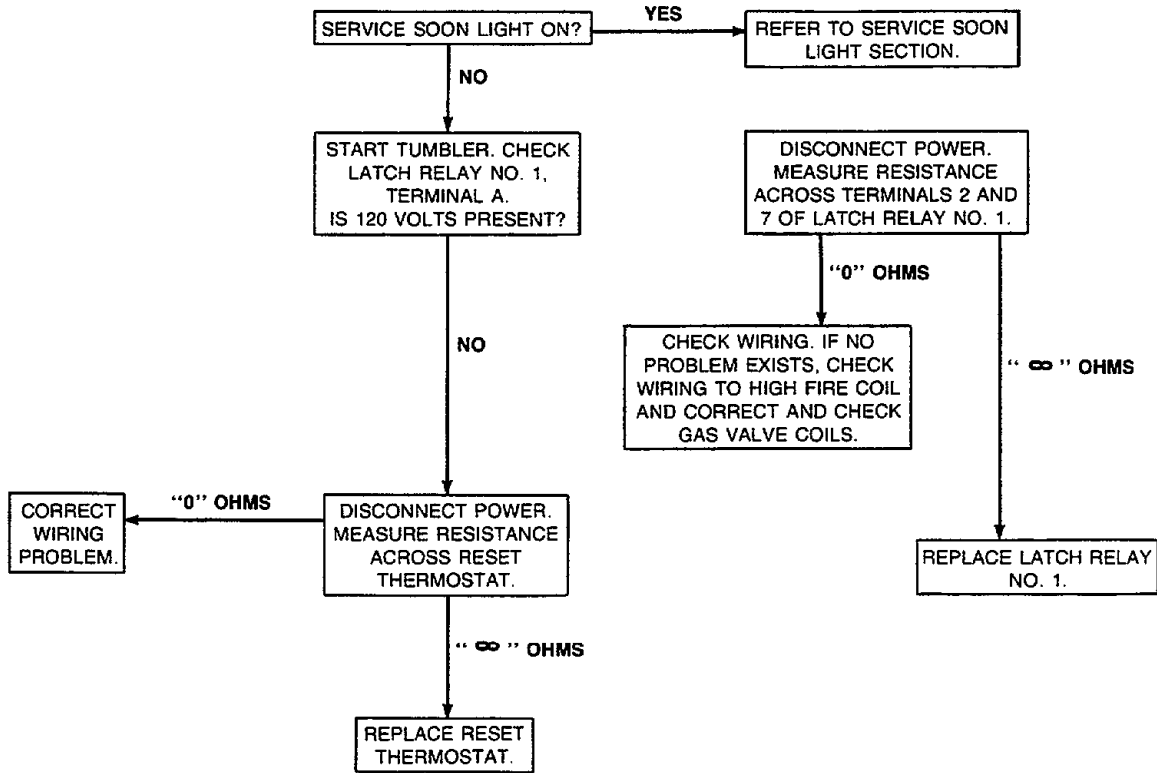 SERVICE SOON LIGHT ON?
YES
REFER TO SERVICE SOON
LIGHT SECTION.
NO
START TUMBLER. CHECK
LATCH RELAY NO. 1,
TERMINAL A.
IS 120 VOLTS PRESENT?
DISCONNECT POWER.
MEASURE RESISTANCE
ACROSS TERMINALS 2 AND
7 OF LATCH RELAY NO. 1.
"0" OHMS
CHECK WIRING. IF NO
PROBLEM EXISTS, CHECK
WIRING TO HIGH FIRE COIL
AND CORRECT AND CHECK
GAS VALVE COILS.
" ∞ " OHMS
REPLACE LATCH RELAY
NO. 1.
NO
DISCONNECT POWER.
MEASURE RESISTANCE
ACROSS RESET
THERMOSTAT.
"0" OHMS
CORRECT
WIRING
PROBLEM.
" ∞ " OHMS
REPLACE RESET
THERMOSTAT.